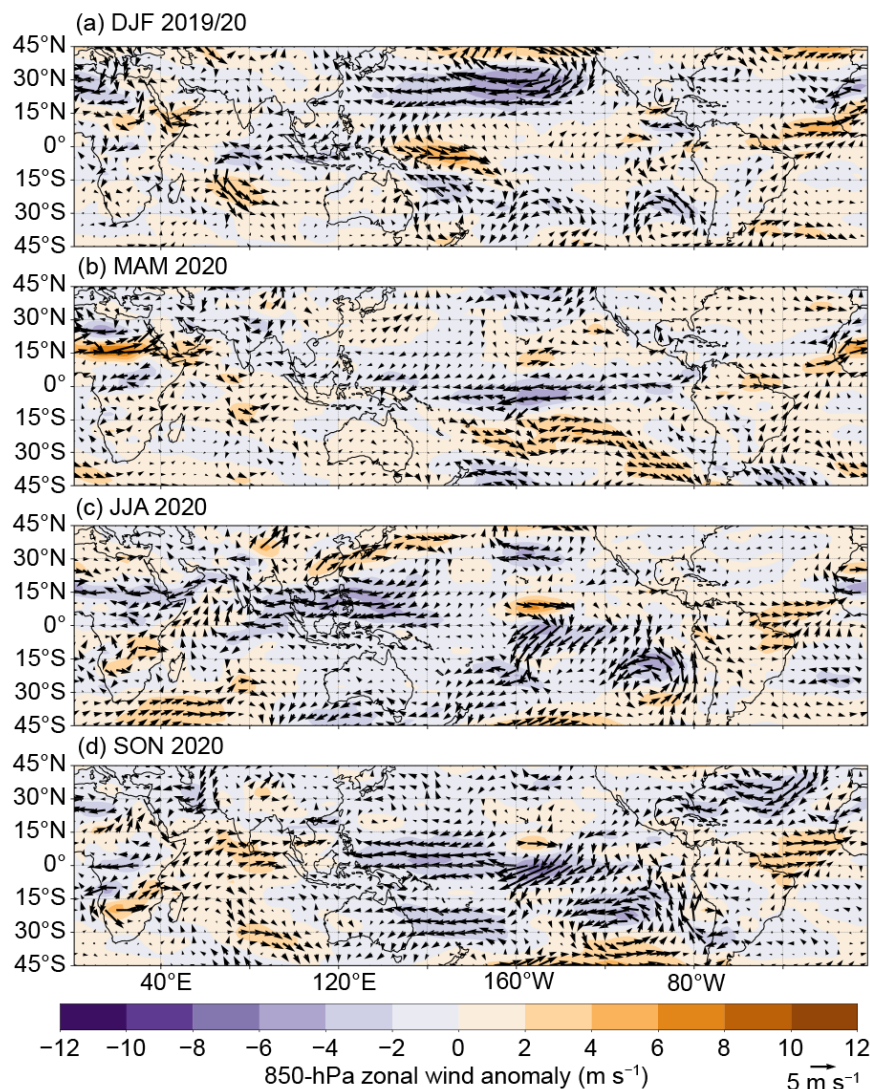 (a) DJF 2019/20
45°N
30°N
15°N
0°
15°S
30°S
45°S
(b) MAM 2020
45°N
30°N
15°N
0°
15°S
30°S
45°S
(c) JJA 2020
45°N
30°N
15°N
0°
15°S
30°S
45°S
(d) SON 2020
45°N
30°N
15°N
0°
15°S
30°S
45°S
40°E 120°E 160°W 80°W
−12 −10 −8 −6 −4 −2 0 2 4 6 8 10 12
850-hPa zonal wind anomaly (m s⁻¹) 5 m s⁻¹